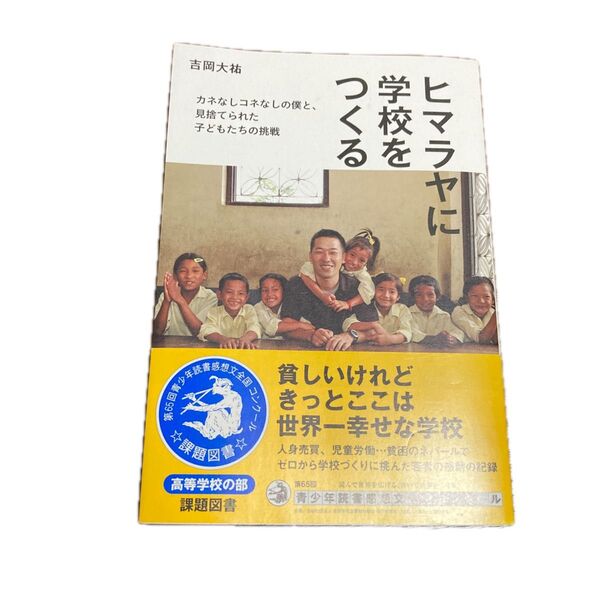 吉岡大祐
ヒマラヤに
学校を
つくる
カネなしコネなしの僕と、
見捨てられた
子どもたちの挑戦
第65回青少年読書感想文全国コンクール
☆課題図書☆
高等学校の部
課題図書
貧しいけれど
きっとここは
世界一幸せな学校
人身売買、児童労働…貧困のネパールで
ゼロから学校づくりに挑んだ若者の感動の記録
第65回
青少年読書感想文全国コンクール